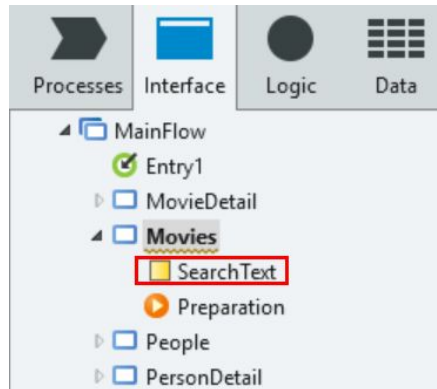 Processes Interface Logic Data
MainFlow
Entry1
MovieDetail
Movies
SearchText
Preparation
People
PersonDetail